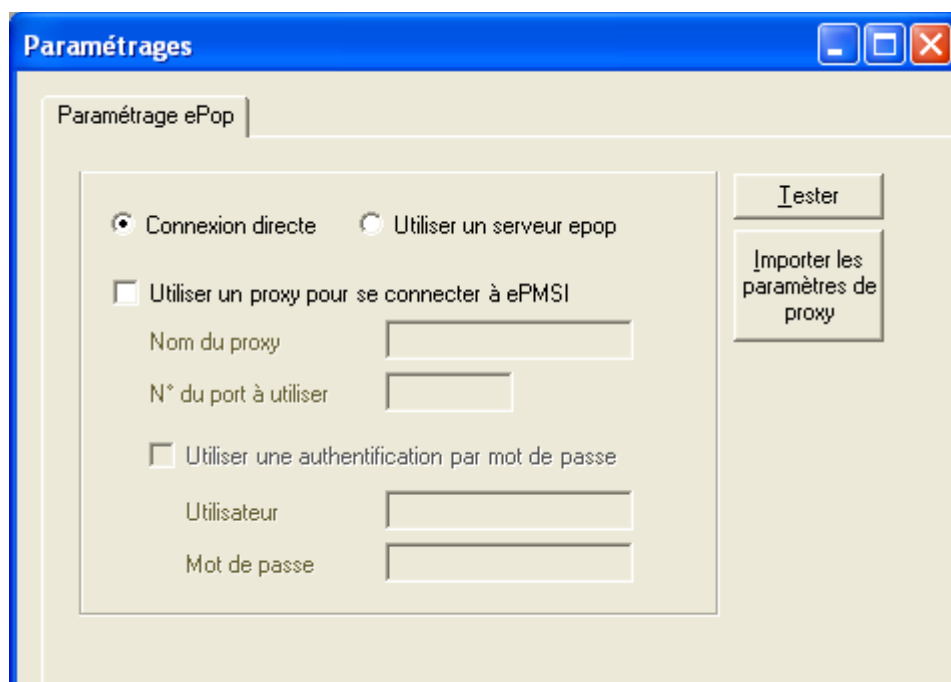 Paramétrages
Paramétrage ePop
Connexion directe
Utiliser un serveur epop
Tester
Importer les
paramètres de
proxy
Utiliser un proxy pour se connecter à ePMSI
Nom du proxy
N° du port à utiliser
Utiliser une authentification par mot de passe
Utilisateur
Mot de passe